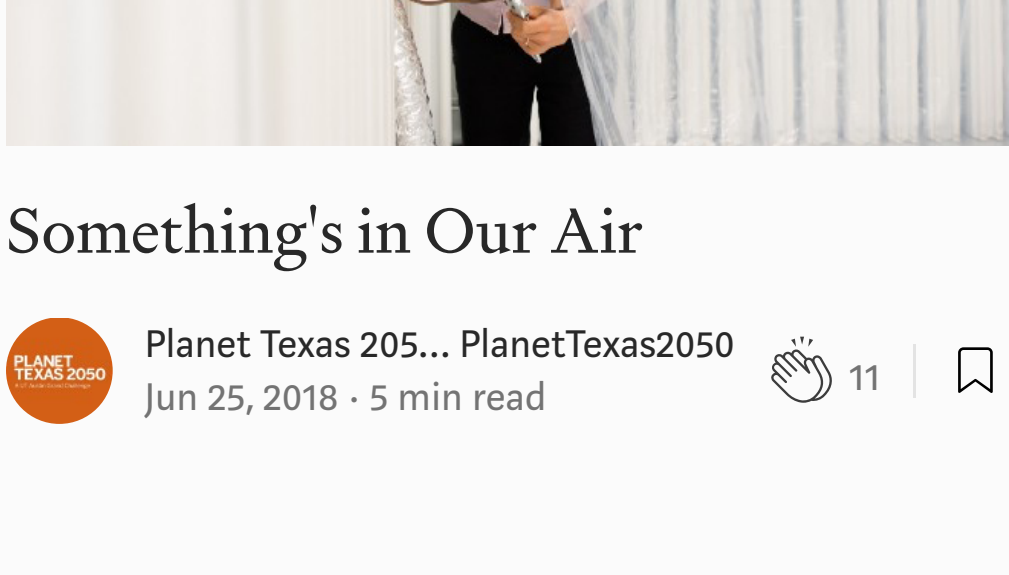 Something's in Our Air
PLANET
TEXAS 2050
Planet Texas 205... PlanetTexas2050
Jun 25, 2018 · 5 min read
11